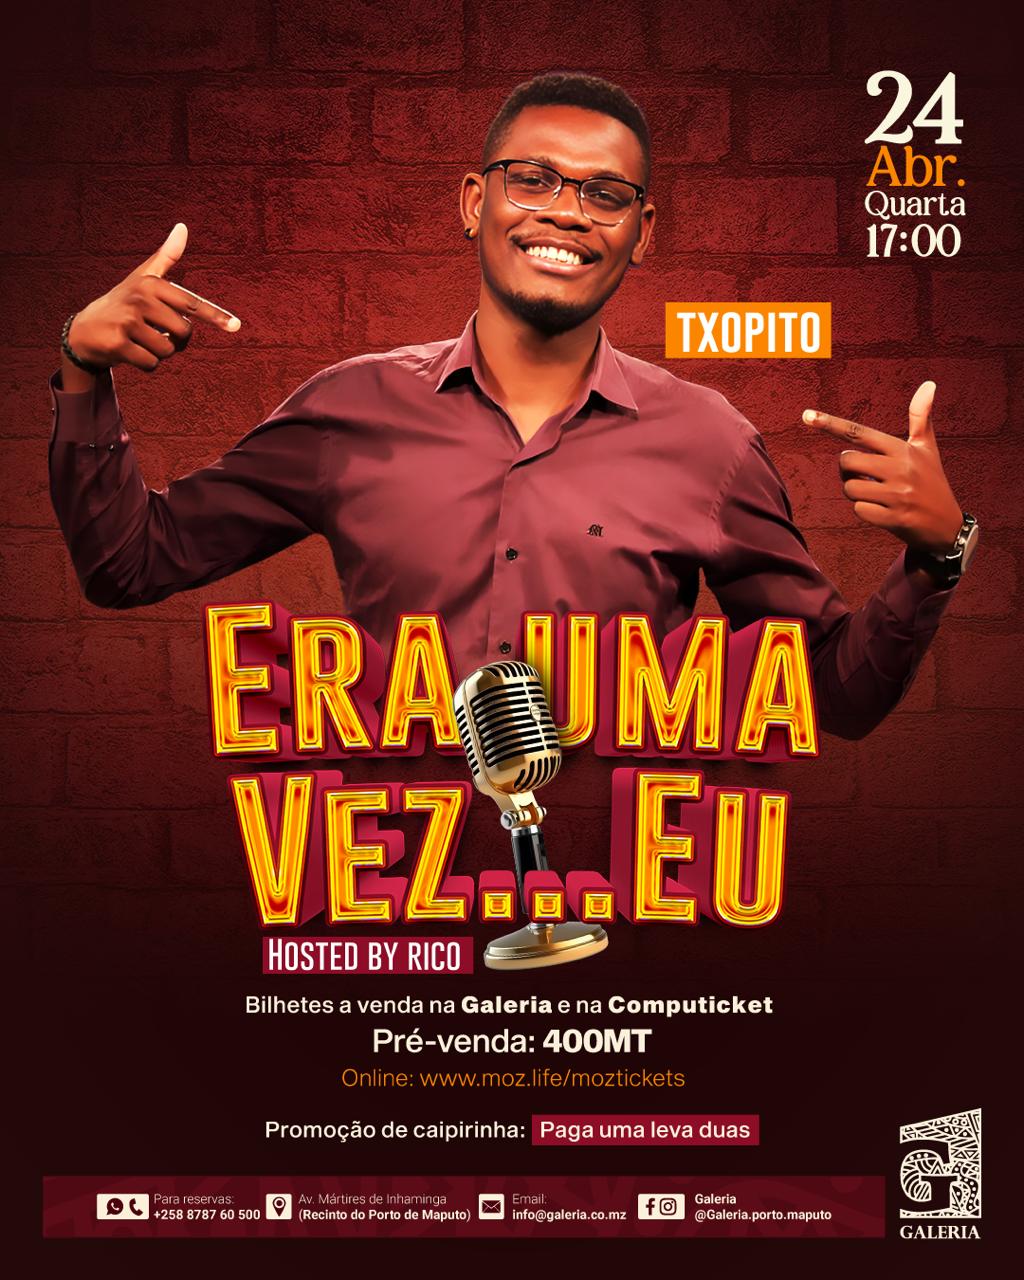 24
Abr.
Quarta
17:00
TXOPITO
ERA UMA
VEZ...EU
HOSTED BY RICO
Bilhetes a venda na Galeria e na Computicket
Pré-venda: 400MT
Online: www.moz.life/moztickets
Promoção de caipirinha: Paga uma leva duas
Para reservas:
+258 8787 60 500
Av. Mártires de Inhaminga
(Recinto do Porto de Maputo)
Email:
info@galeria.co.mz
Galeria
@Galeria.porto.maputo
GALERIA